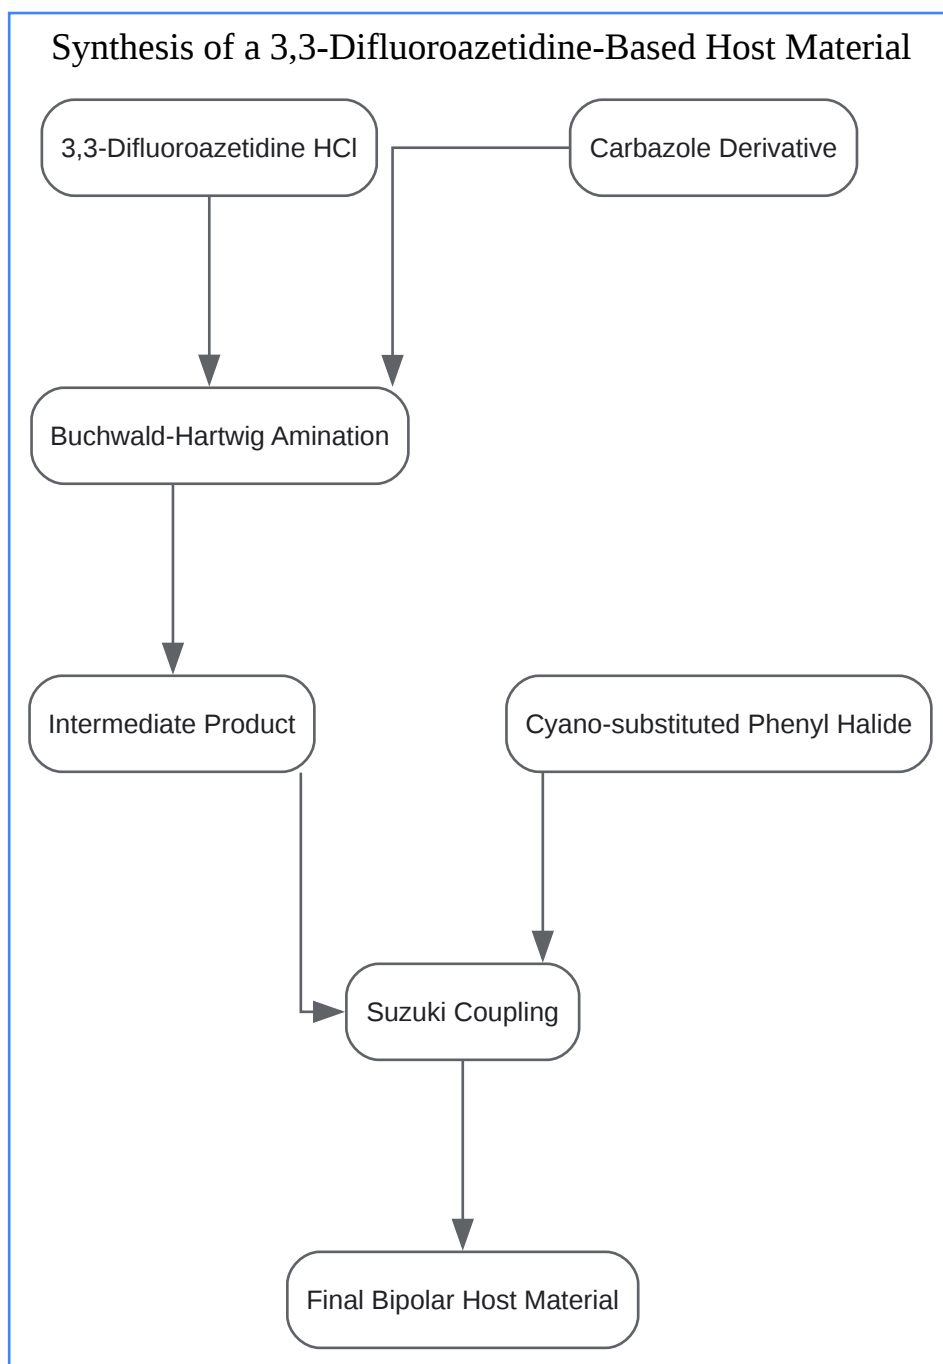 Synthesis of a 3,3-Difluoroazetidine-Based Host Material
3,3-Difluoroazetidine HCl
Carbazole Derivative
Buchwald-Hartwig Amination
Intermediate Product
Cyano-substituted Phenyl Halide
Suzuki Coupling
Final Bipolar Host Material